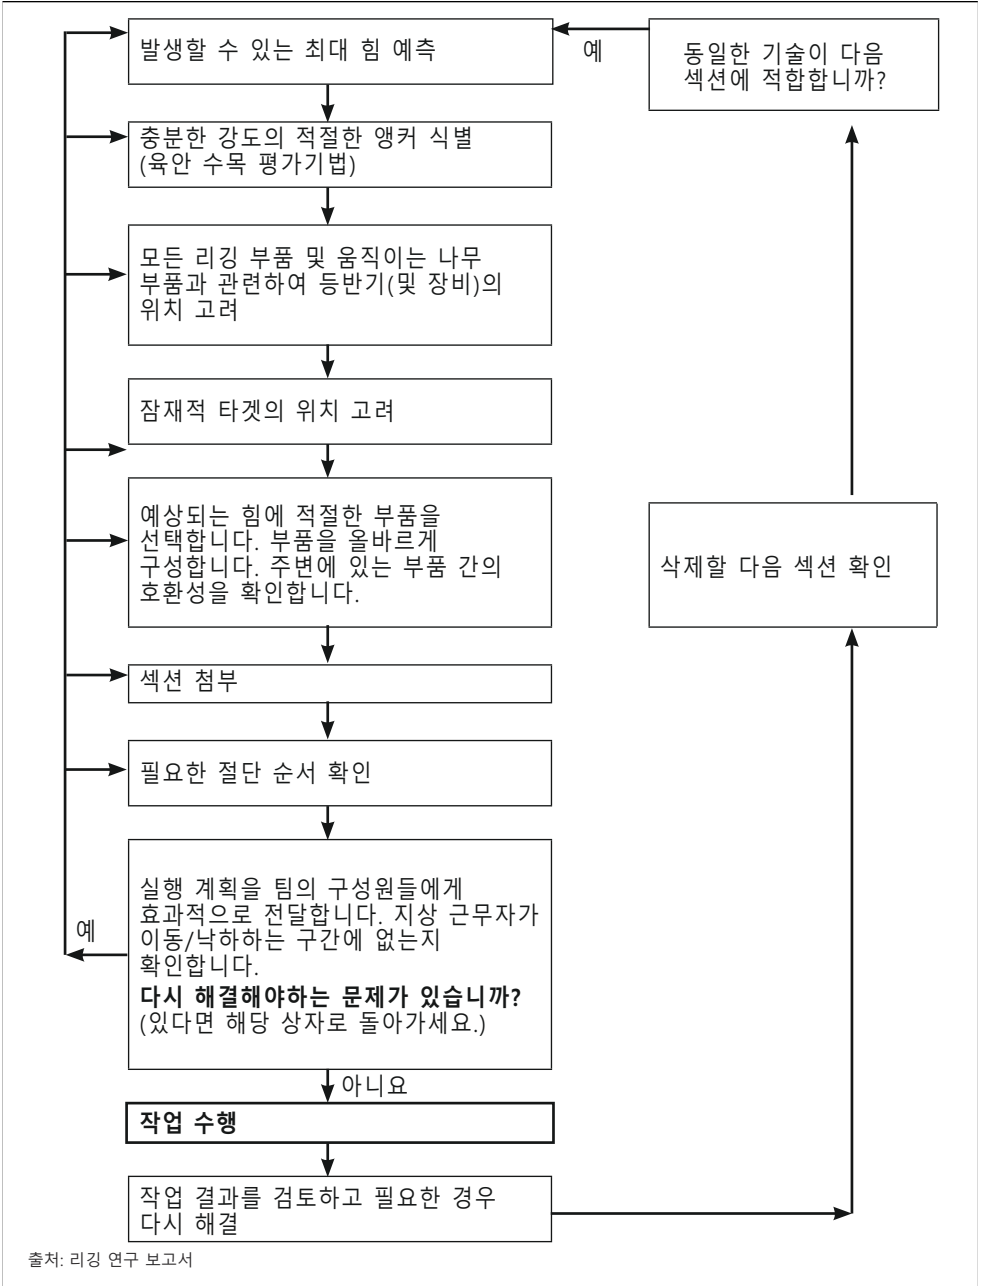 발생할 수 있는 최대 힘 예측
예
동일한 기술이 다음
섹션에 적합합니까?
충분한 강도의 적절한 앵커 식별
(육안 수목 평가기법)
모든 리깅 부품 및 움직이는 나무
부품과 관련하여 등반기(및 장비)의
위치 고려
잠재적 타겟의 위치 고려
예상되는 힘에 적절한 부품을
선택합니다. 부품을 올바르게
구성합니다. 주변에 있는 부품 간의
호환성을 확인합니다.
삭제할 다음 섹션 확인
섹션 첨부
필요한 절단 순서 확인
실행 계획을 팀의 구성원들에게
효과적으로 전달합니다. 지상 근무자가
이동/낙하하는 구간에 없는지
확인합니다.
다시 해결해야하는 문제가 있습니까?
(있다면 해당 상자로 돌아가세요.)
예
아니요
작업 수행
작업 결과를 검토하고 필요한 경우
다시 해결
출처: 리깅 연구 보고서